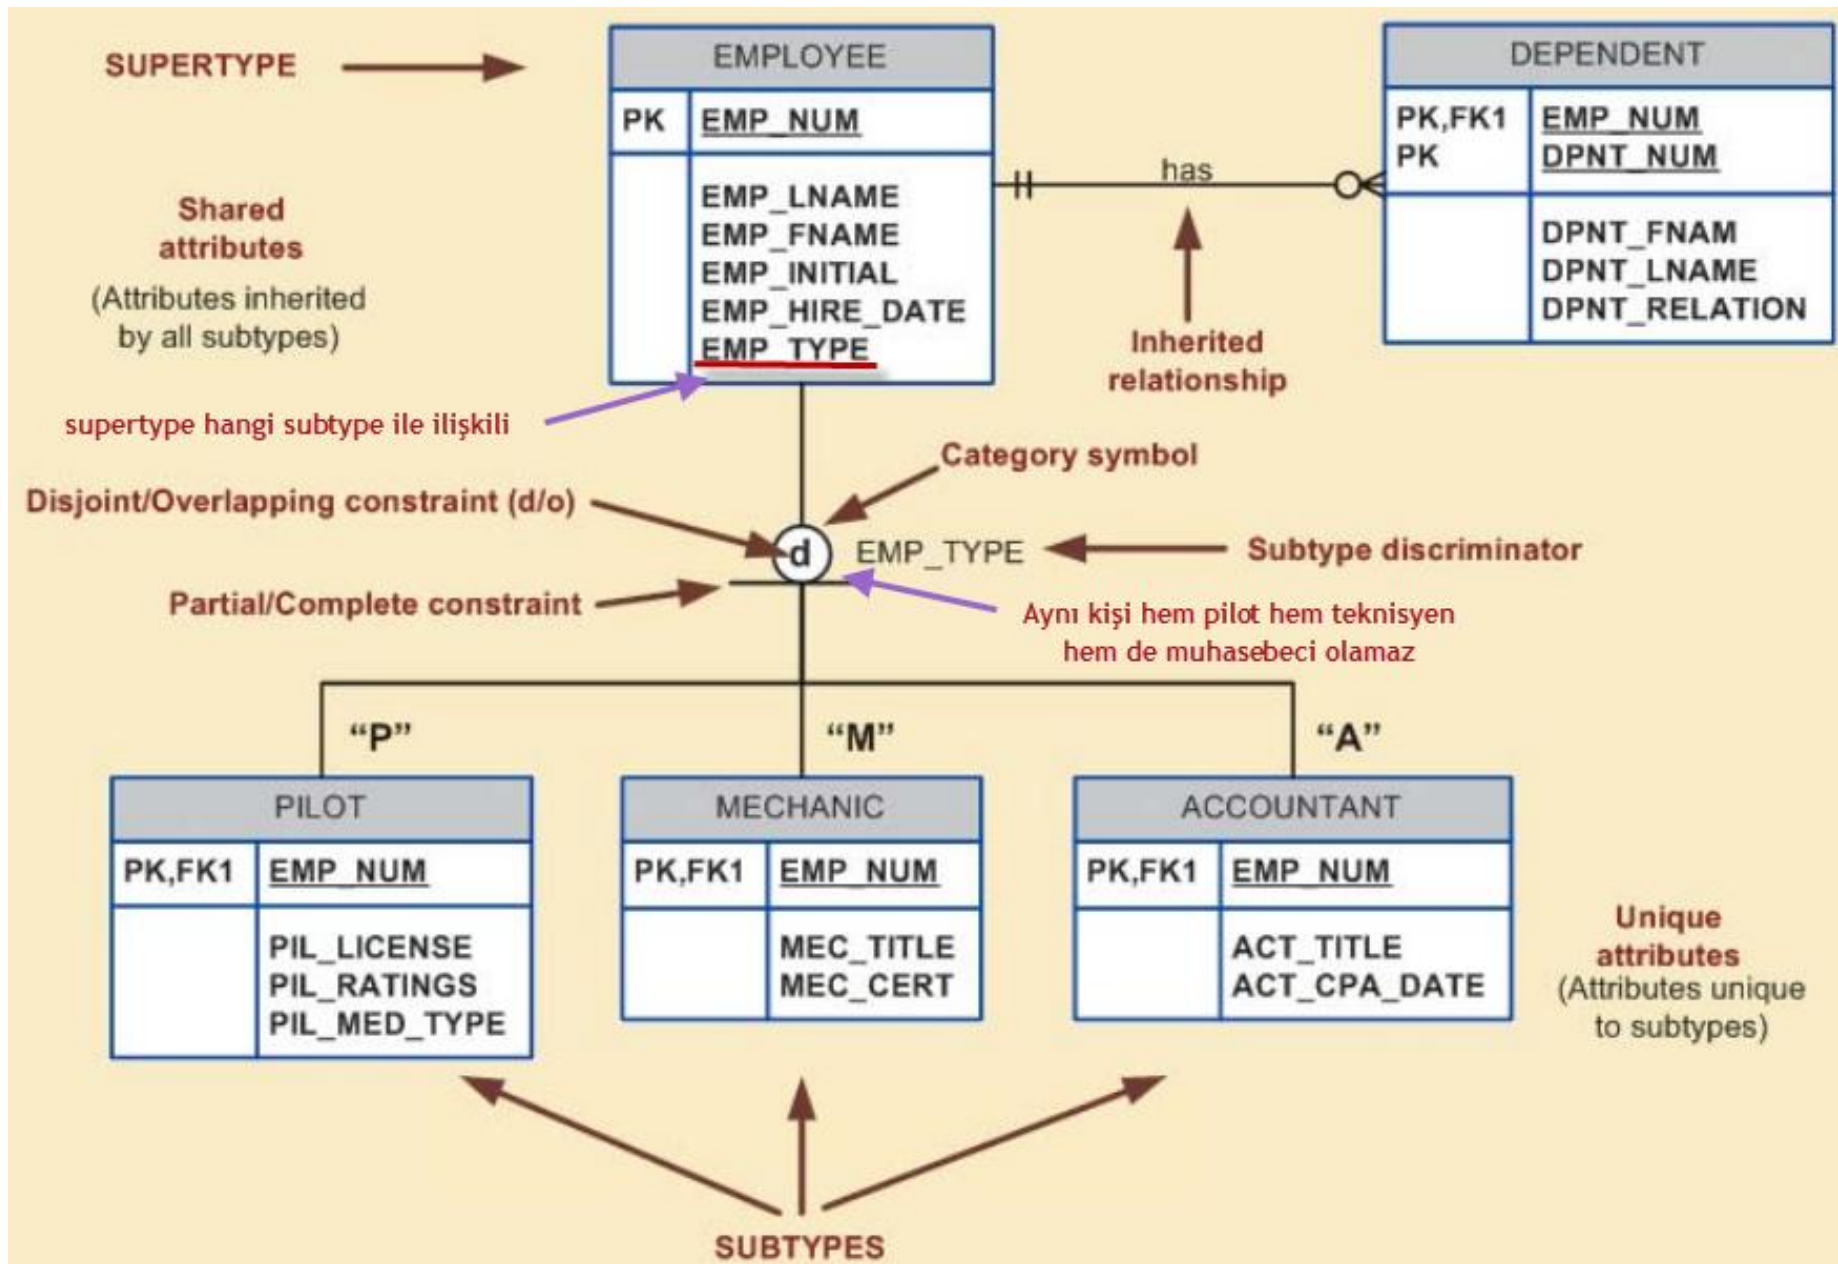 SUPERTYPE
EMPLOYEE
PK
EMP_NUM
EMP_LNAME
EMP_FNAME
EMP_INITIAL
EMP_HIRE_DATE
EMP_TYPE
has
DEPENDENT
PK,FK1
EMP_NUM
PK
DPNT_NUM
DPNT_FNAM
DPNT_LNAME
DPNT_RELATION
Shared
attributes
(Attributes inherited
by all subtypes)
Inherited
relationship
supertype hangi subtype ile ilişkili
Category symbol
Disjoint/Overlapping constraint (d/o)
d
EMP_TYPE
Subtype discriminator
Partial/Complete constraint
Aynı kişi hem pilot hem teknisyen
hem de muhasebeci olamaz
“P”
“M”
“A”
PILOT
PK,FK1
EMP_NUM
PIL_LICENSE
PIL_RATINGS
PIL_MED_TYPE
MECHANIC
PK,FK1
EMP_NUM
MEC_TITLE
MEC_CERT
ACCOUNTANT
PK,FK1
EMP_NUM
ACT_TITLE
ACT_CPA_DATE
Unique
attributes
(Attributes unique
to subtypes)
SUBTYPES